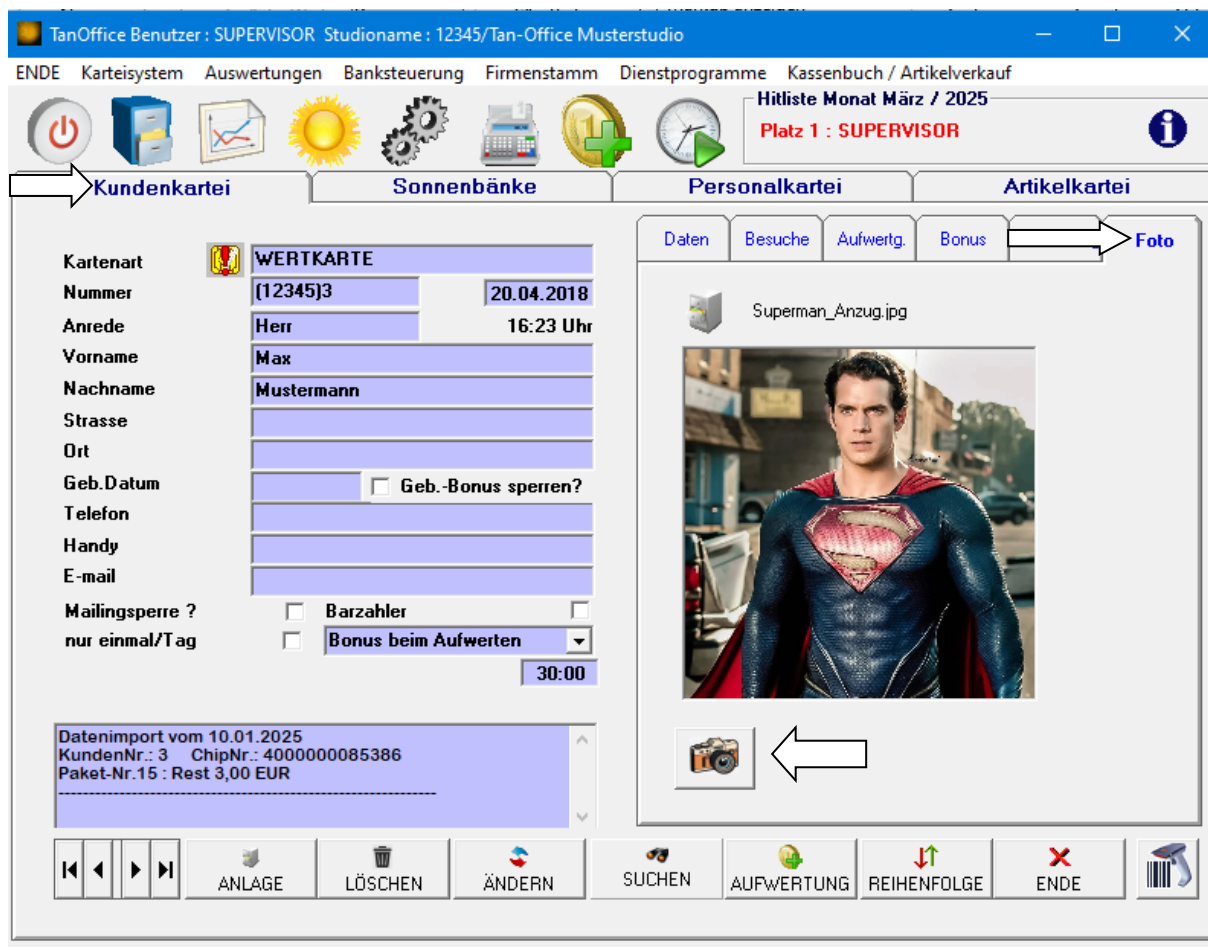 TanOffice Benutzer : SUPERVISOR Studioname : 12345/Tan-Office Musterstudio
ENDE Karteisystem Auswertungen Banksteuerung Firmenstamm Dienstprogramme Kassenbuch / Artikelverkauf
Hitliste Monat März / 2025
Platz 1 : SUPERVISOR
Kundenkartei Sonnenbänke Personalkartei Artikelkartei
Daten Besuche Aufwertg. Bonus Foto
Kartenart WERTKARTE
Nummer (12345)3 20.04.2018
Anrede Herr 16:23 Uhr
Vorname Max
Nachname Mustermann
Strasse
Ort
Geb.Datum Geb.-Bonus sperren?
Telefon
Handy
E-mail
Mailingsperre ? Barzahler
nur einmal/Tag Bonus beim Aufwerten
30:00
Superman_Anzug.jpg
Datenimport vom 10.01.2025
KundenNr.: 3 ChipNr.: 4000000085386
Paket-Nr.15 : Rest 3,00 EUR
------------------------------------------------------------------
ANLAGE LÖSCHEN ÄNDERN SUCHEN AUFWERTUNG REIHENFOLGE ENDE